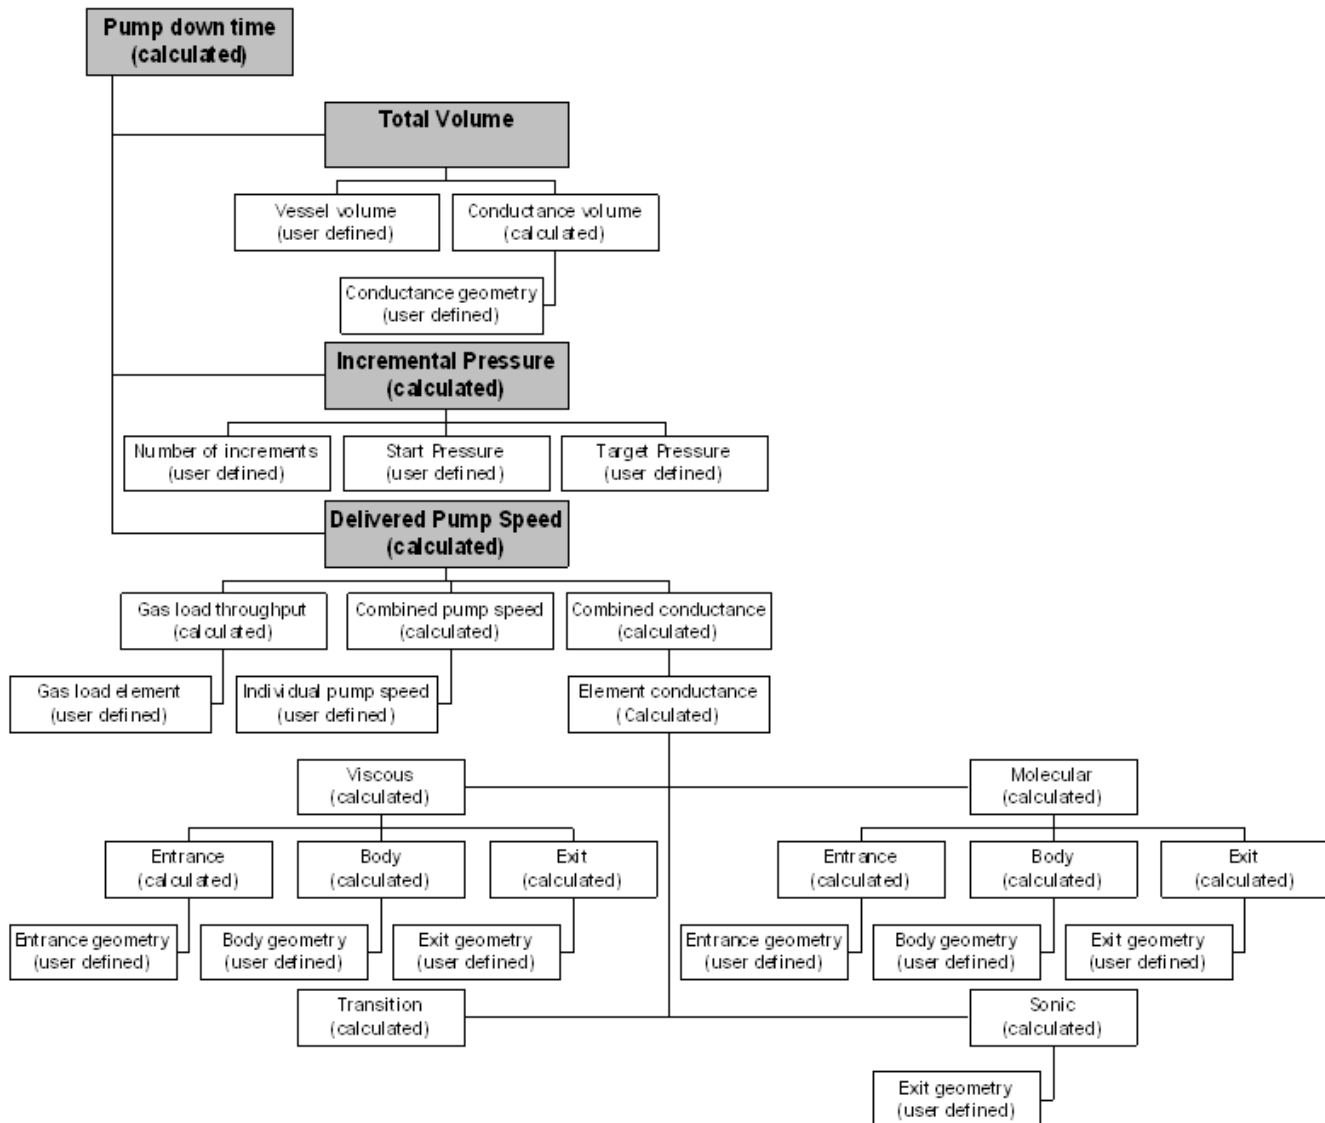 Pump down time
(calculated)
Total Volume
Vessel volume
(user defined)
Conductance volume
(calculated)
Conductance geometry
(user defined)
Incremental Pressure
(calculated)
Number of increments
(user defined)
Start Pressure
(user defined)
Target Pressure
(user defined)
Delivered Pump Speed
(calculated)
Gas load throughput
(calculated)
Combined pump speed
(calculated)
Combined conductance
(calculated)
Gas load element
(user defined)
Individual pump speed
(user defined)
Element conductance
(Calculated)
Viscous
(calculated)
Molecular
(calculated)
Entrance
(calculated)
Body
(calculated)
Exit
(calculated)
Entrance
(calculated)
Body
(calculated)
Exit
(calculated)
Entrance geometry
(user defined)
Body geometry
(user defined)
Exit geometry
(user defined)
Entrance geometry
(user defined)
Body geometry
(user defined)
Exit geometry
(user defined)
Transition
(calculated)
Sonic
(calculated)
Exit geometry
(user defined)